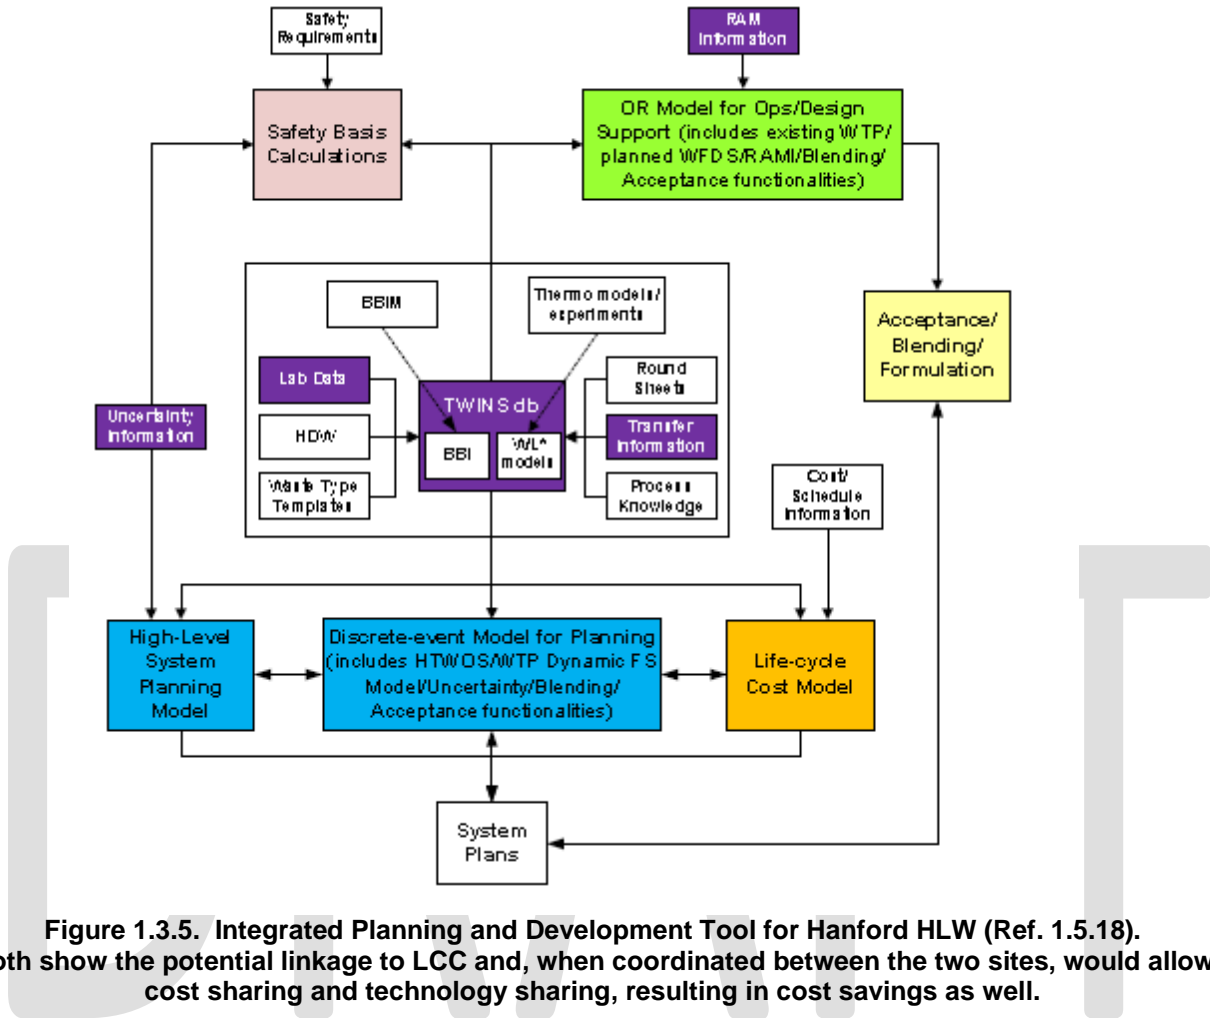 Safety
Requirements
RAM
Information
Safety Basis
Calculations
OR Model for Ops/Design
Support (includes existing WTP/
planned WFDS/RAMI/Blending/
Acceptance functionalities)
BBIM
Thermo models/
experiments
Acceptance/
Blending/
Formulation
Lab Data
Round
Sheets
TWINS db
Uncertainty
Information
HDW
BBI
WL*
models
Transfer
Information
Waste Type
Templates
Process
Knowledge
Cost/
Schedule
Information
High-Level
System
Planning
Model
Discrete-event Model for Planning
(includes HTWOS/WTP Dynamic FS
Model/Uncertainty/Blending/
Acceptance functionalities)
Life-cycle
Cost Model
System
Plans
Figure 1.3.5. Integrated Planning and Development Tool for Hanford HLW (Ref. 1.5.18).
oth show the potential linkage to LCC and, when coordinated between the two sites, would allow
cost sharing and technology sharing, resulting in cost savings as well.